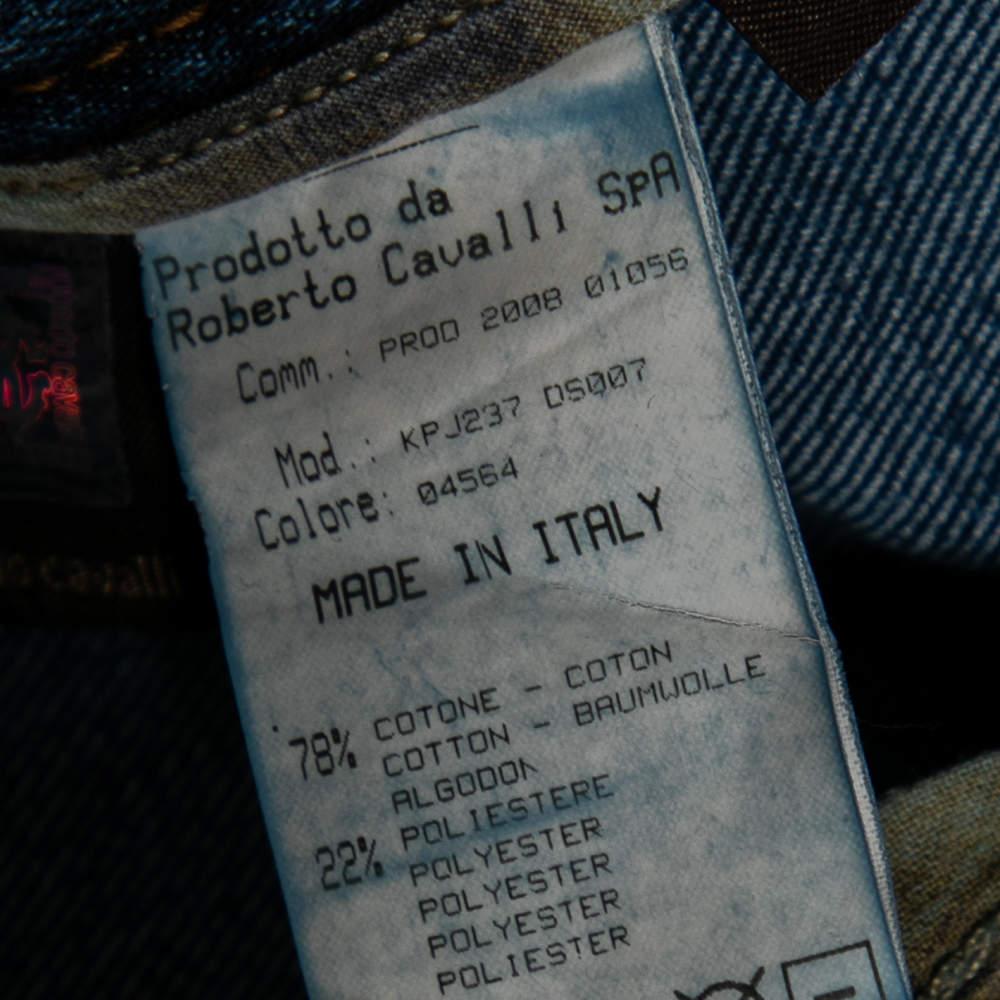 Prodotto da
Roberto Cavalli SpA
Comm.: PROD 2008 01056
Mod.: KPJ237 DS007
Colore: 04564
MADE IN ITALY
78% COTONE - COTON
COTTON - BAUMWOLLE
ALGODON
22% POLIESTERE
POLYESTER
POLYESTER
POLYESTER
POLIESTER
cavalli